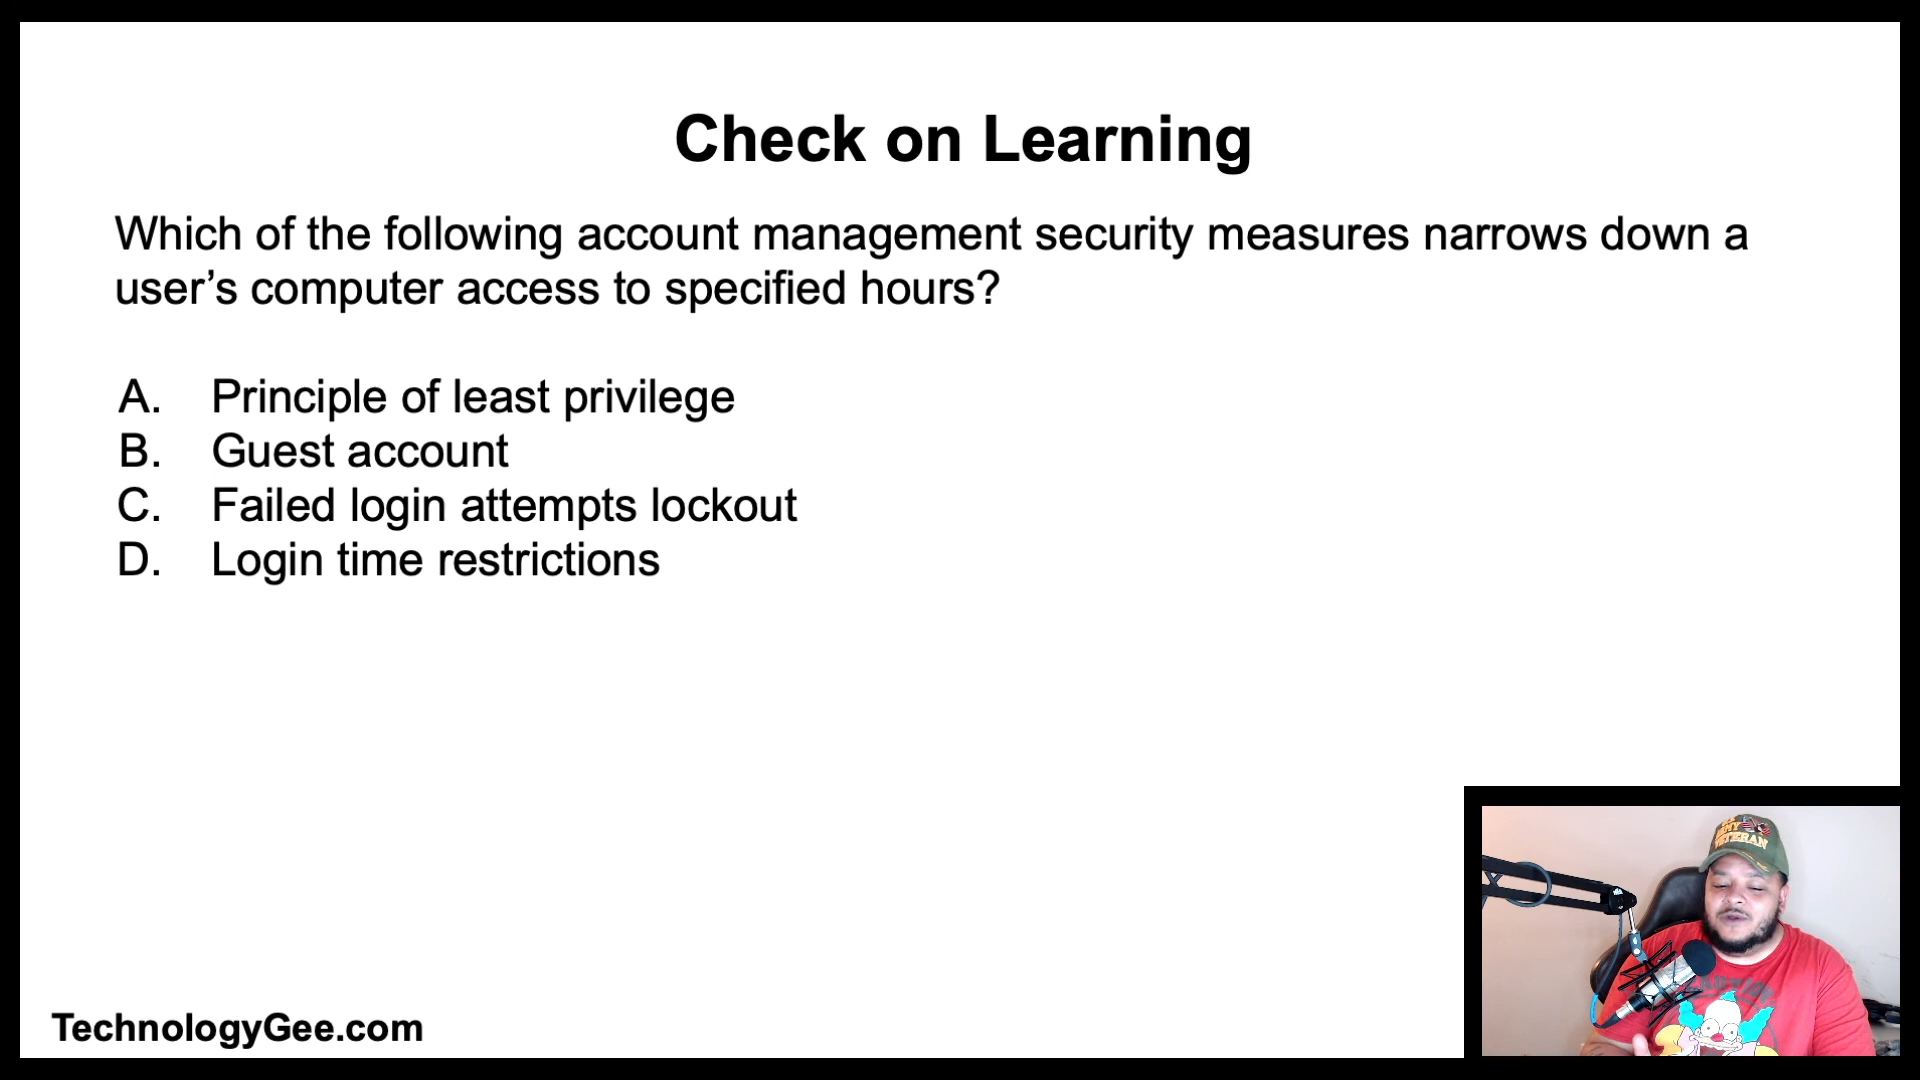 Check on Learning
Which of the following account management security measures narrows down a
user’s computer access to specified hours?
A. Principle of least privilege
B. Guest account
C. Failed login attempts lockout
D. Login time restrictions
VETERAN
TechnologyGee.com